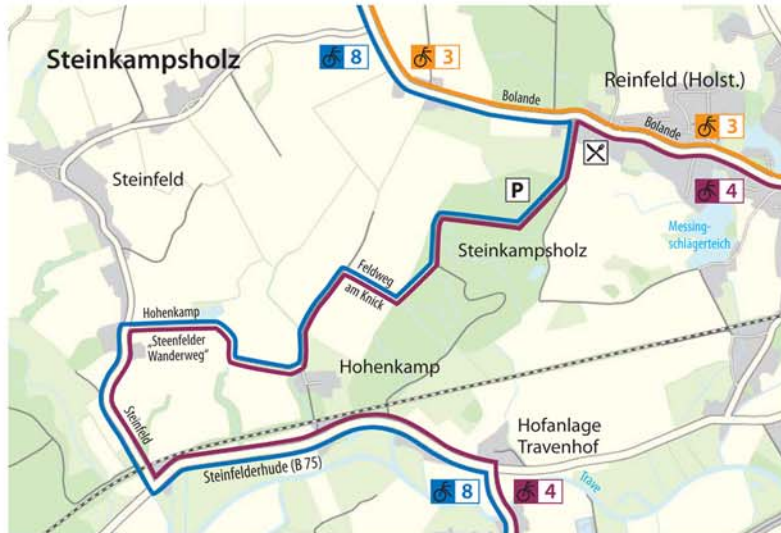 Steinkampsholz
8
3
Reinfeld (Holst.)
Bolande
3
Bolande
4
P
Steinfeld
Messing-
schlägerteich
Steinkampsholz
Feldweg
am Knick
Hohenkamp
„Steenfelder
Wanderweg“
Hohenkamp
Steinfeld
Hofanlage
Travenhof
Steinfelderhude (B 75)
8
4
Trave